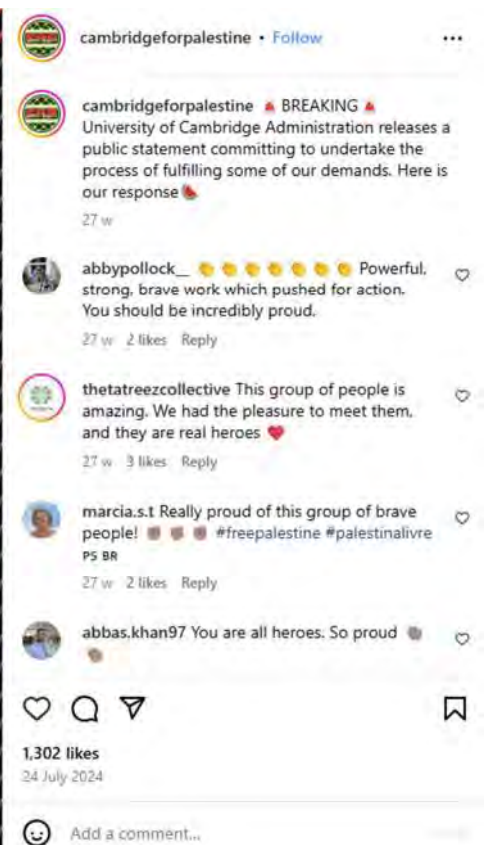 cambridgeforpalestine • Follow
cambridgeforpalestine 🚨 BREAKING 🚨
University of Cambridge Administration releases a
public statement committing to undertake the
process of fulfilling some of our demands. Here is
our response🍉
27 w
abbypollock__ 👏👏👏👏👏👏👏 Powerful,
strong, brave work which pushed for action.
You should be incredibly proud.
27 w 2 likes Reply
thetatreezcollective This group of people is
amazing. We had the pleasure to meet them,
and they are real heroes ❤️
27 w 3 likes Reply
marcia.s.t Really proud of this group of brave
people! ✊🏽✊🏽✊🏽 #freepalestine #palestinalivre
PS BR
27 w 2 likes Reply
abbas.khan97 You are all heroes. So proud
1,302 likes
24 July 2024
Add a comment...